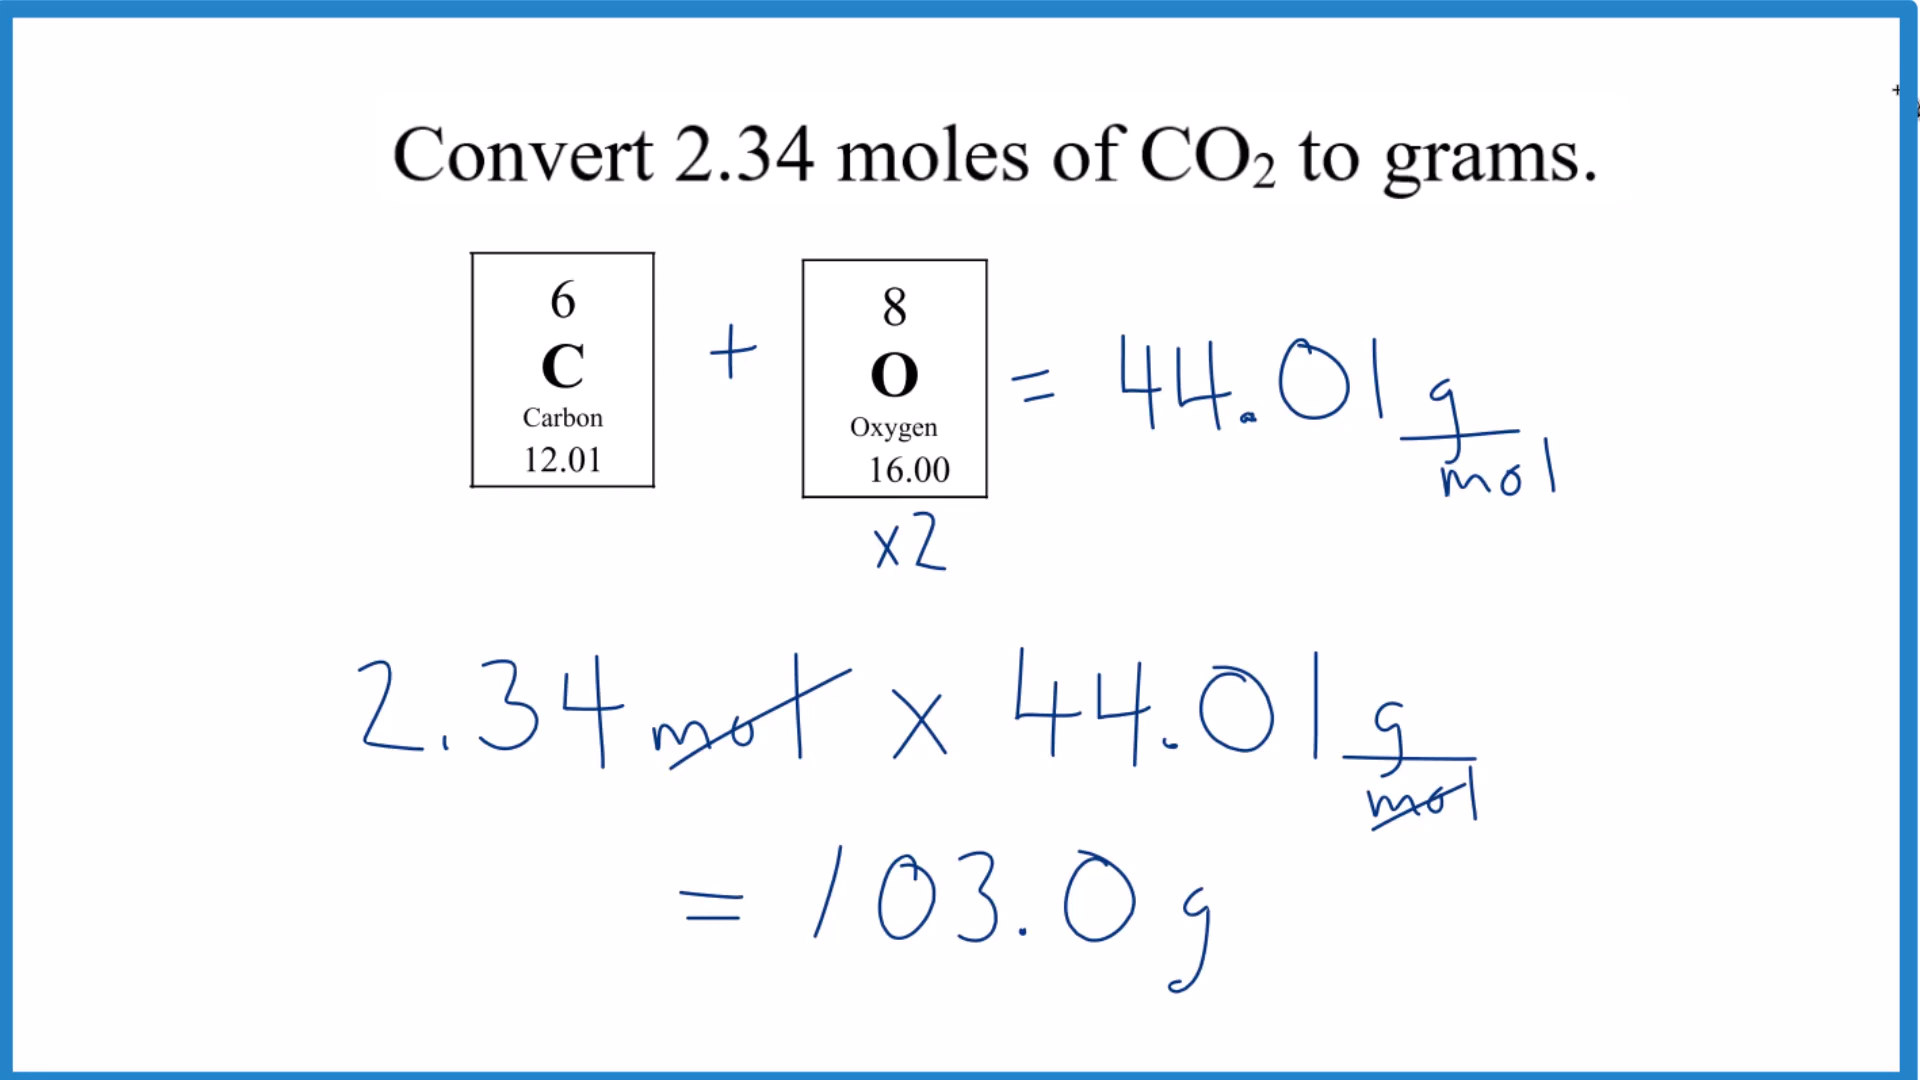 Convert 2.34 moles of CO₂ to grams.
6
C
Carbon
12.01
+
8
O
Oxygen
16.00
x2
= 44.01 g/mol
2.34 mol x 44.01 g/mol
= 103.0 g